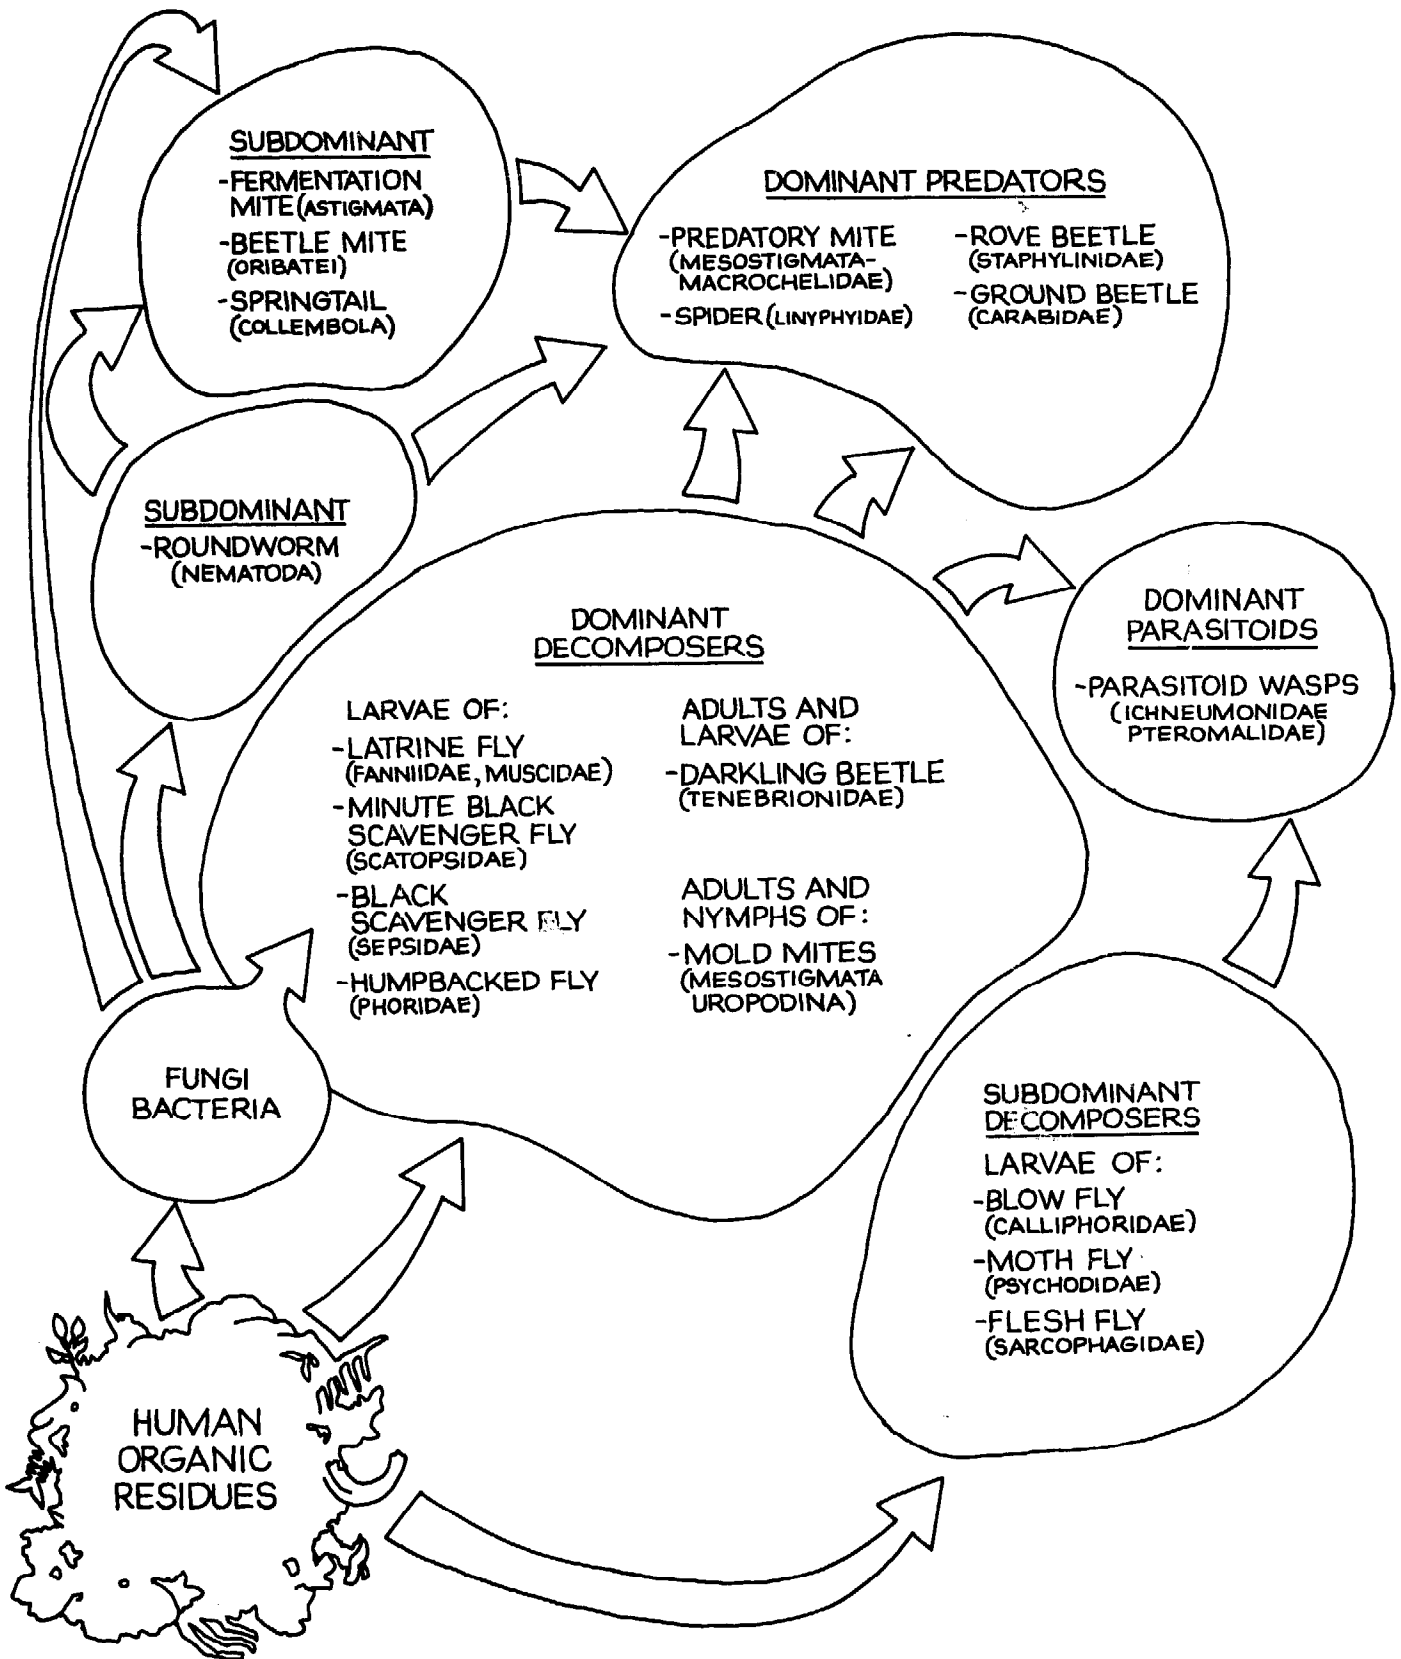 SUBDOMINANT
-FERMENTATION
MITE (ASTIGMATA)
-BEETLE MITE
(ORIBATEI)
-SPRINGTAIL
(COLLEMBOLA)
DOMINANT PREDATORS
-PREDATORY MITE
(MESOSTIGMATA-
MACROCHELIDAE)
-SPIDER (LINYPHYIDAE)
-ROVE BEETLE
(STAPHYLINIDAE)
-GROUND BEETLE
(CARABIDAE)
SUBDOMINANT
-ROUNDWORM
(NEMATODA)
DOMINANT
DECOMPOSERS
LARVAE OF:
-LATRINE FLY
(FANNIIDAE, MUSCIDAE)
-MINUTE BLACK
SCAVENGER FLY
(SCATOPSIDAE)
-BLACK
SCAVENGER FLY
(SEPSIDAE)
-HUMPBACKED FLY
(PHORIDAE)
ADULTS AND
LARVAE OF:
-DARKLING BEETLE
(TENEBRIONIDAE)
ADULTS AND
NYMPHS OF:
-MOLD MITES
(MESOSTIGMATA
UROPODINA)
DOMINANT
PARASITOIDS
-PARASITOID WASPS
(ICHNEUMONIDAE
PTEROMALIDAE)
FUNGI
BACTERIA
SUBDOMINANT
DECOMPOSERS
LARVAE OF:
-BLOW FLY
(CALLIPHORIDAE)
-MOTH FLY
(PSYCHODIDAE)
-FLESH FLY
(SARCOPHAGIDAE)
HUMAN
ORGANIC
RESIDUES